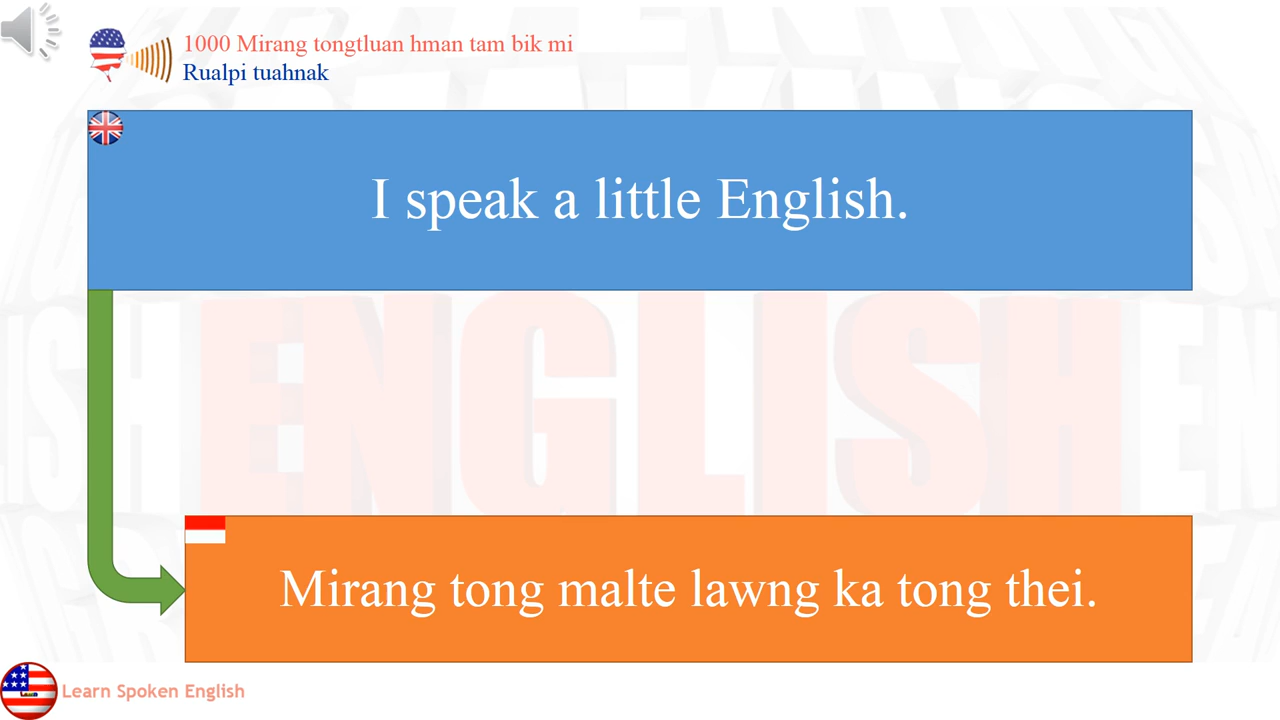 1000 Mirang tongtluan hman tam bik mi
Rualpi tuahnak
I speak a little English.
ENGLISH
Mirang tong malte lawng ka tong thei.
Learn Spoken English